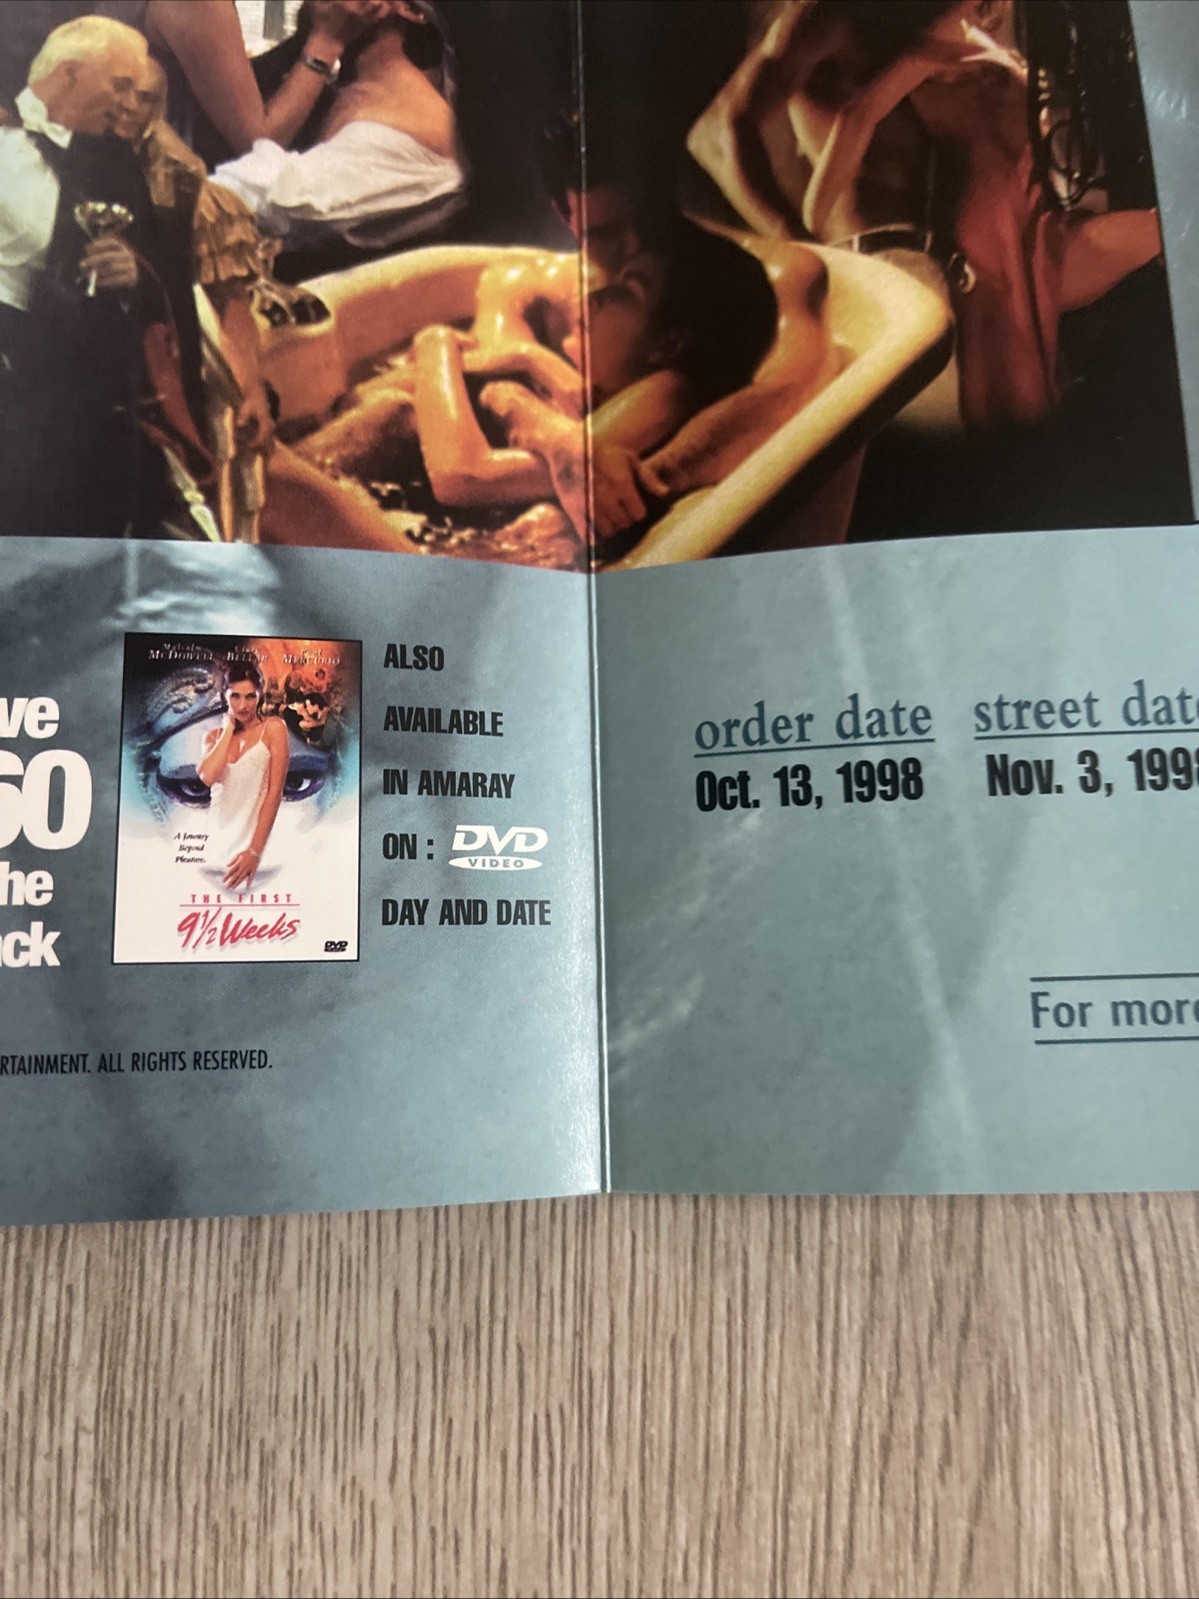 ve
60
he
ck
McDOWELL
A Journey
Beyond
Pleasure.
THE FIRST
9½ Weeks
DVD
ALSO
AVAILABLE
IN AMARAY
ON : DVD
VIDEO
DAY AND DATE
RTAINMENT. ALL RIGHTS RESERVED.
order date street dat
Oct. 13, 1998 Nov. 3, 199
For more